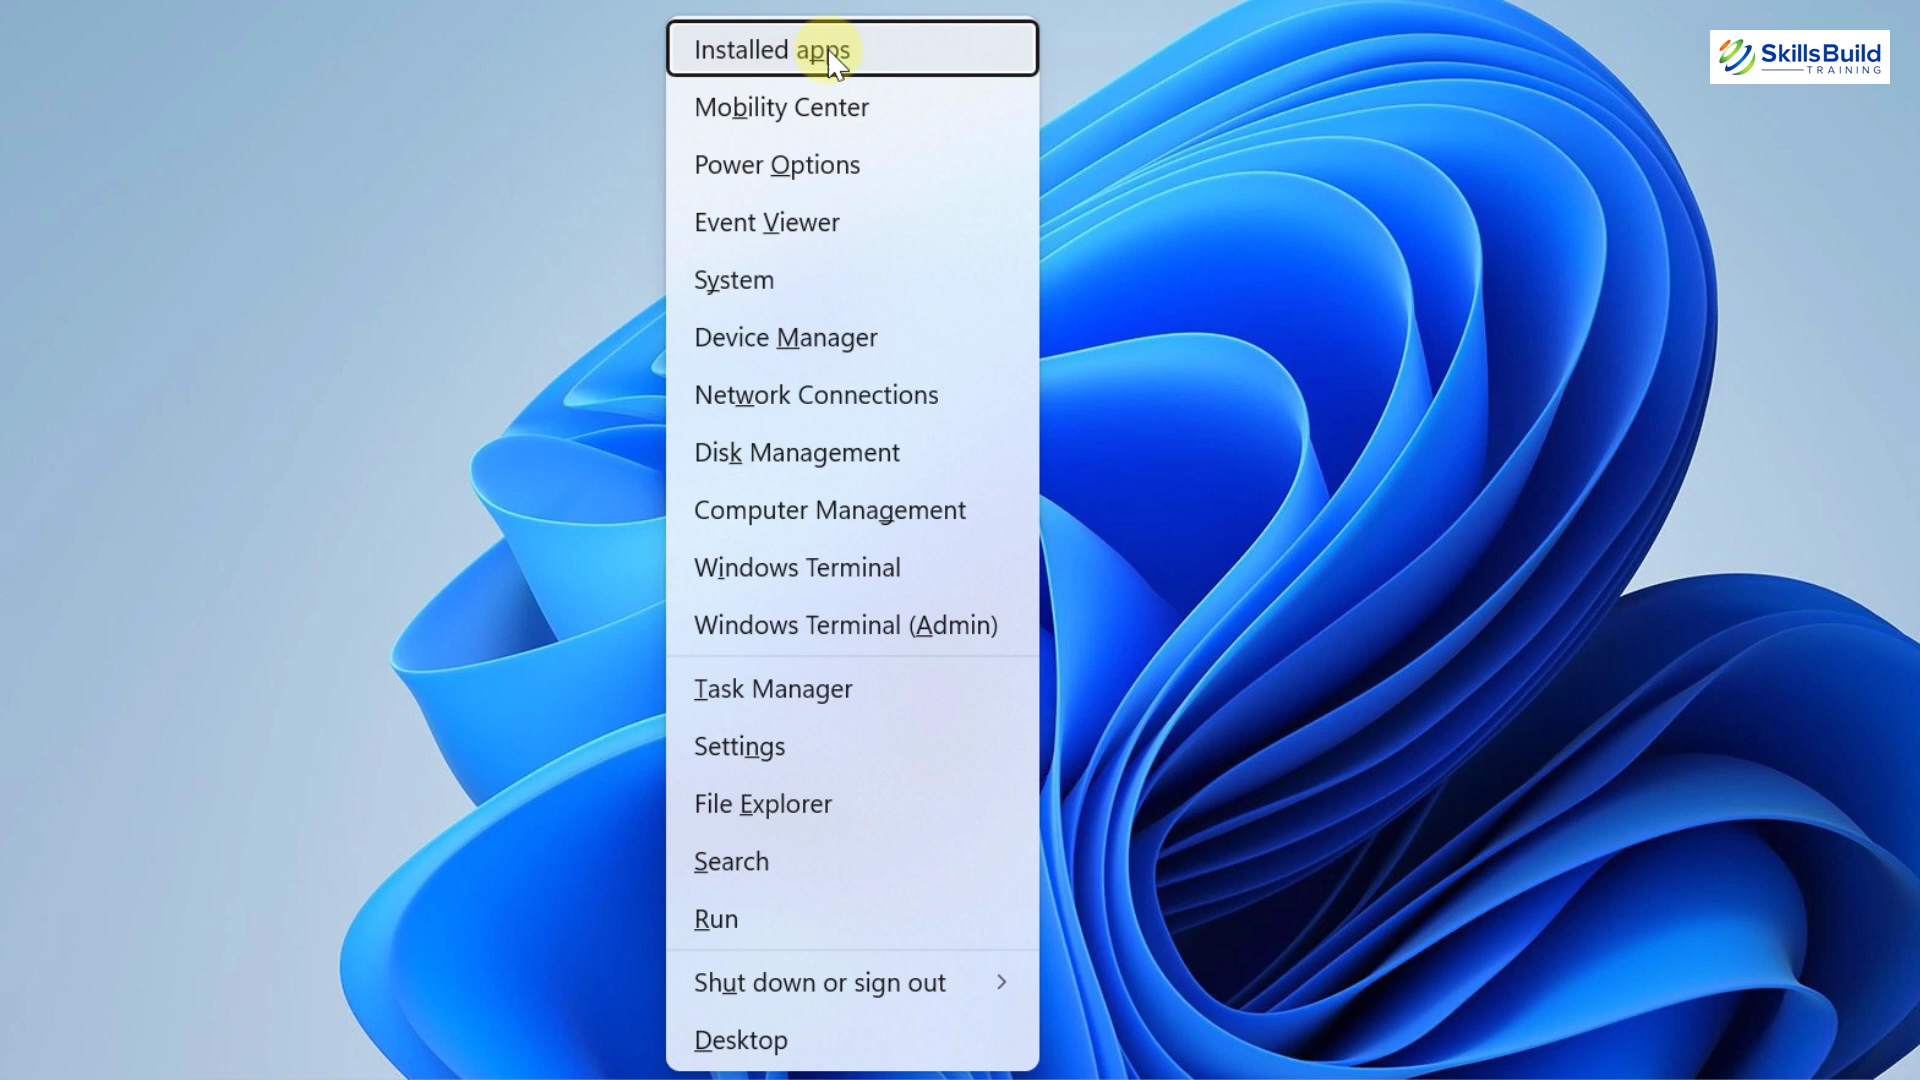 Installed apps
Mobility Center
Power Options
Event Viewer
System
Device Manager
Network Connections
Disk Management
Computer Management
Windows Terminal
Windows Terminal (Admin)
Task Manager
Settings
File Explorer
Search
Run
Shut down or sign out
Desktop
SkillsBuild
TRAINING